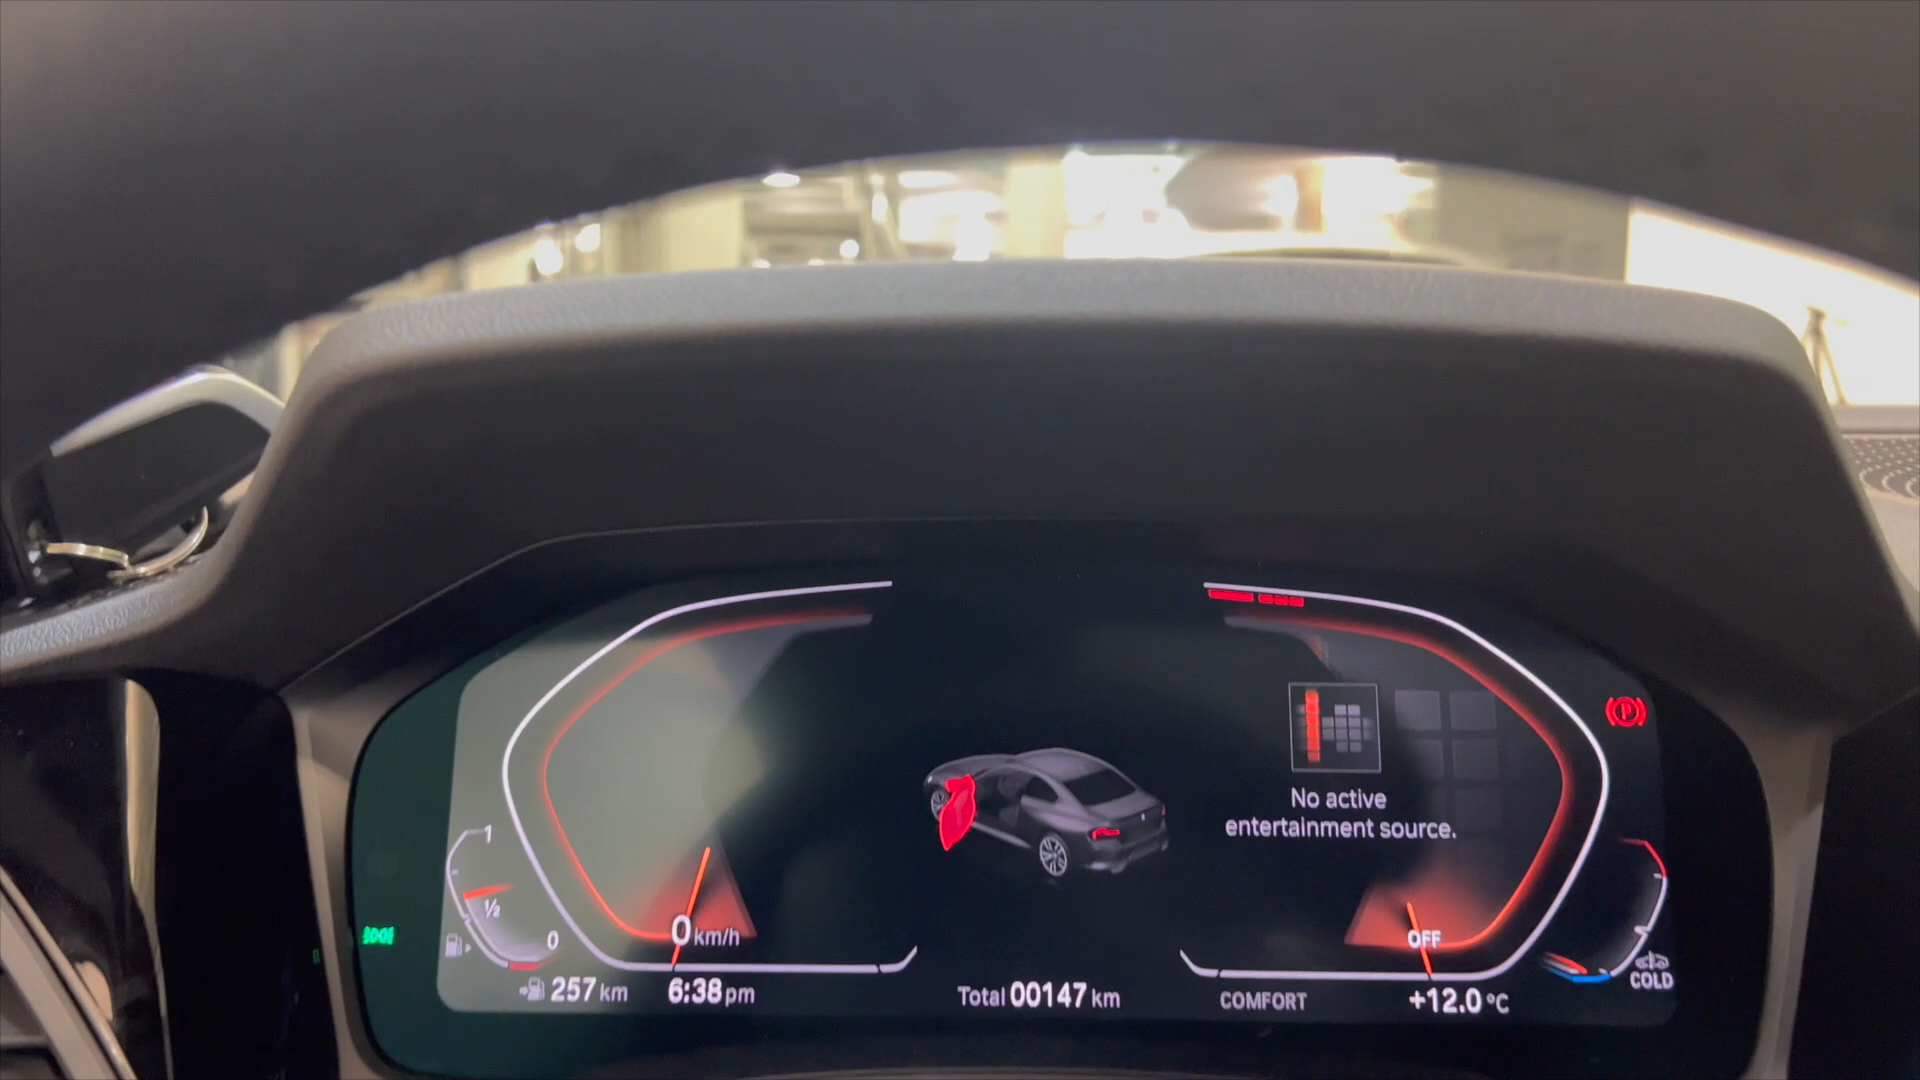 No active
entertainment source.
1
1/2
0
0 km/h
OFF
COLD
257 km
6:38 pm
Total 00147 km
COMFORT
+12.0 °C
P